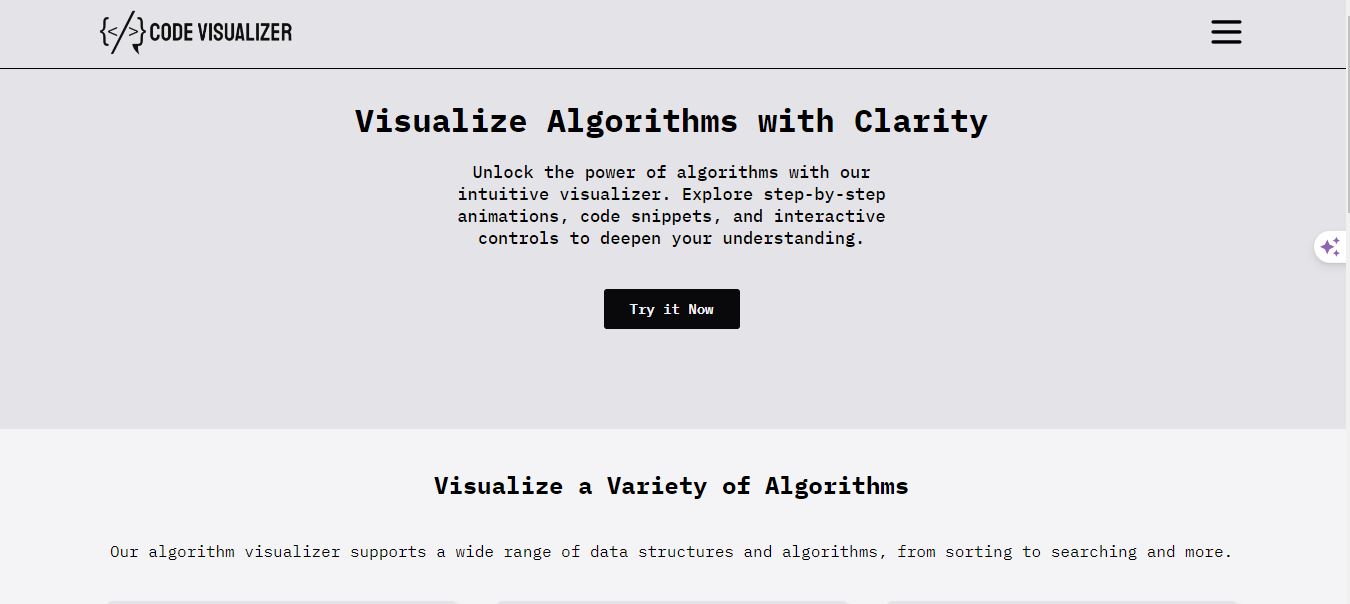 {</>} CODE VISUALIZER
Visualize Algorithms with Clarity
Unlock the power of algorithms with our
intuitive visualizer. Explore step-by-step
animations, code snippets, and interactive
controls to deepen your understanding.
Try it Now
Visualize a Variety of Algorithms
Our algorithm visualizer supports a wide range of data structures and algorithms, from sorting to searching and more.